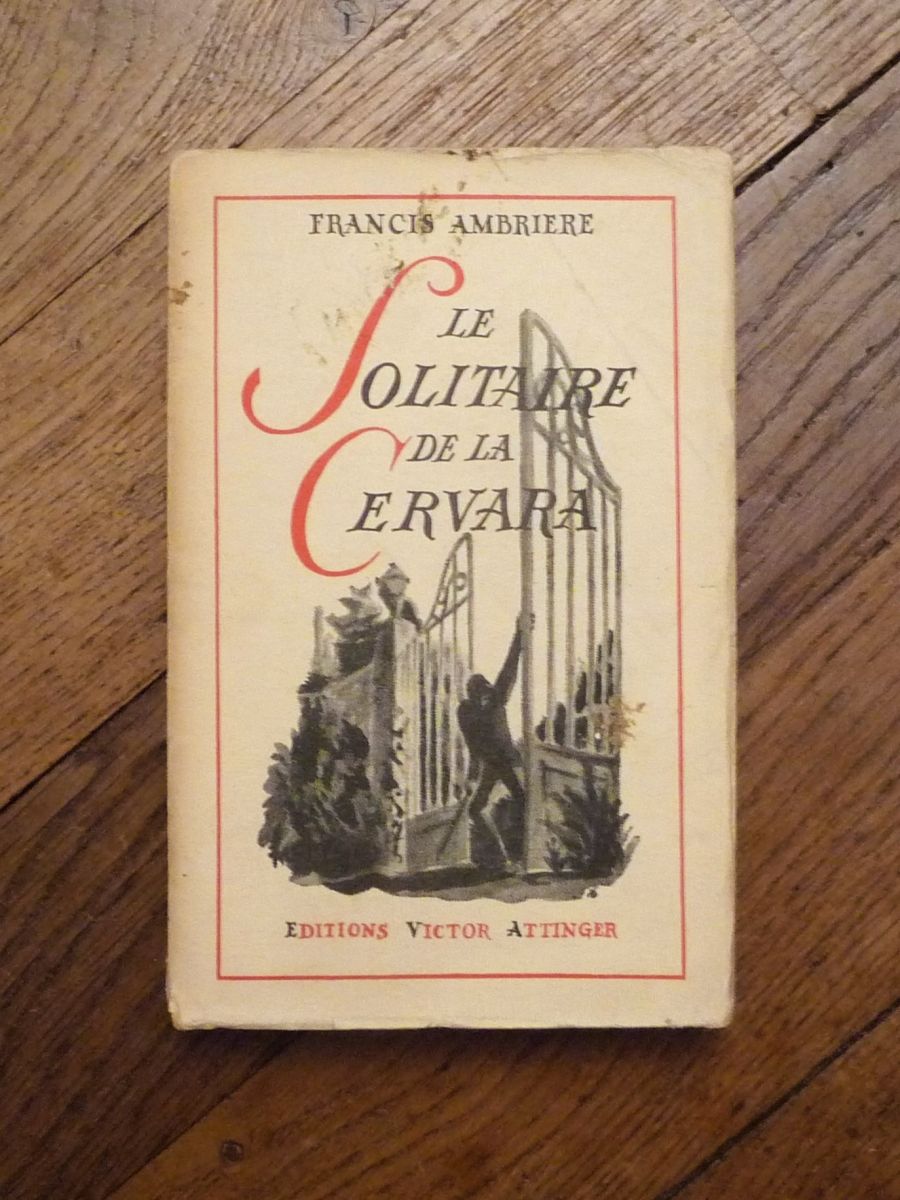 FRANCIS AMBRIERE
LE
SOLITAIRE
DE LA
CERVARA
EDITIONS VICTOR ATTINGER